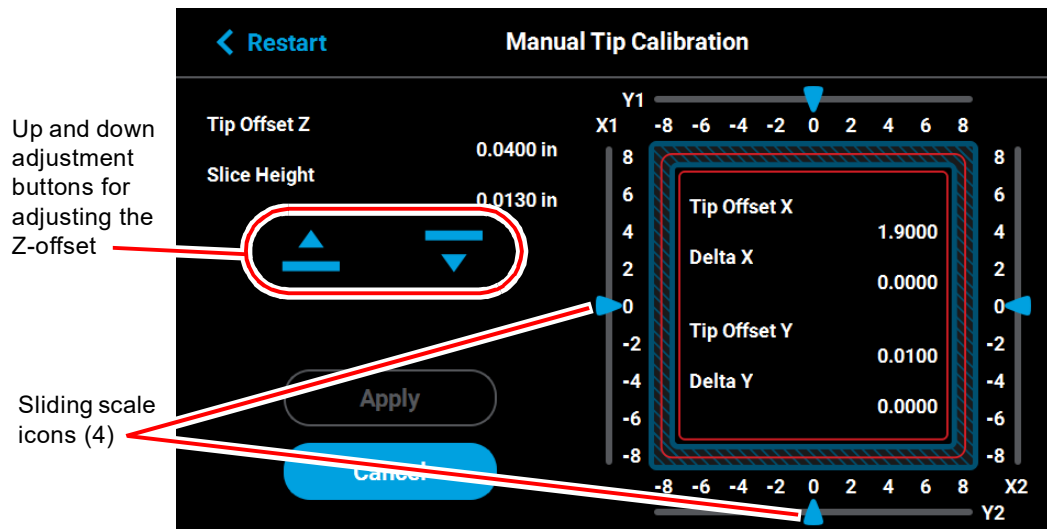 Restart
Manual Tip Calibration
Up and down
adjustment
buttons for
adjusting the
Z-offset
Tip Offset Z
0.0400 in
Slice Height
0.0130 in
Apply
Cancel
Sliding scale
icons (4)
Y1
X1
-8 -6 -4 -2 0 2 4 6 8
8
6
4
2
0
-2
-4
-6
-8
Tip Offset X
1.9000
Delta X
0.0000
Tip Offset Y
0.0100
Delta Y
0.0000
8
6
4
2
0
-2
-4
-6
-8
-8 -6 -4 -2 0 2 4 6 8 X2
Y2